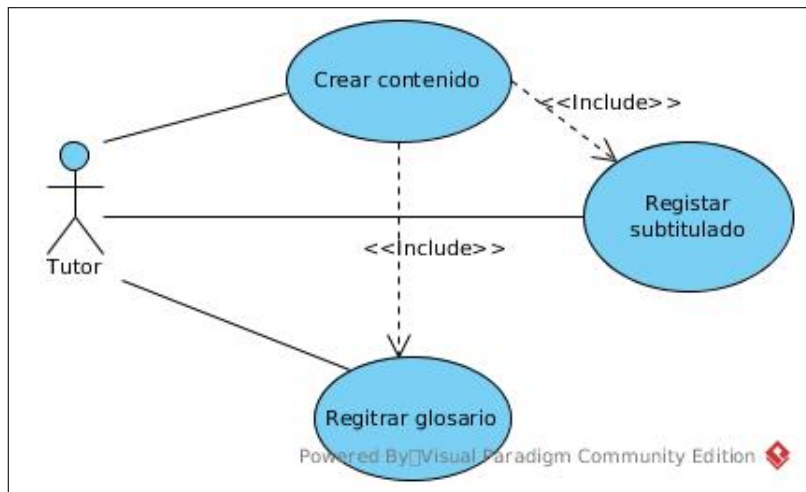 Crear contenido
<<Include>>
Registar
subtitulado
<<Include>>
Tutor
Regitrar glosario
Powered By Visual Paradigm Community Edition